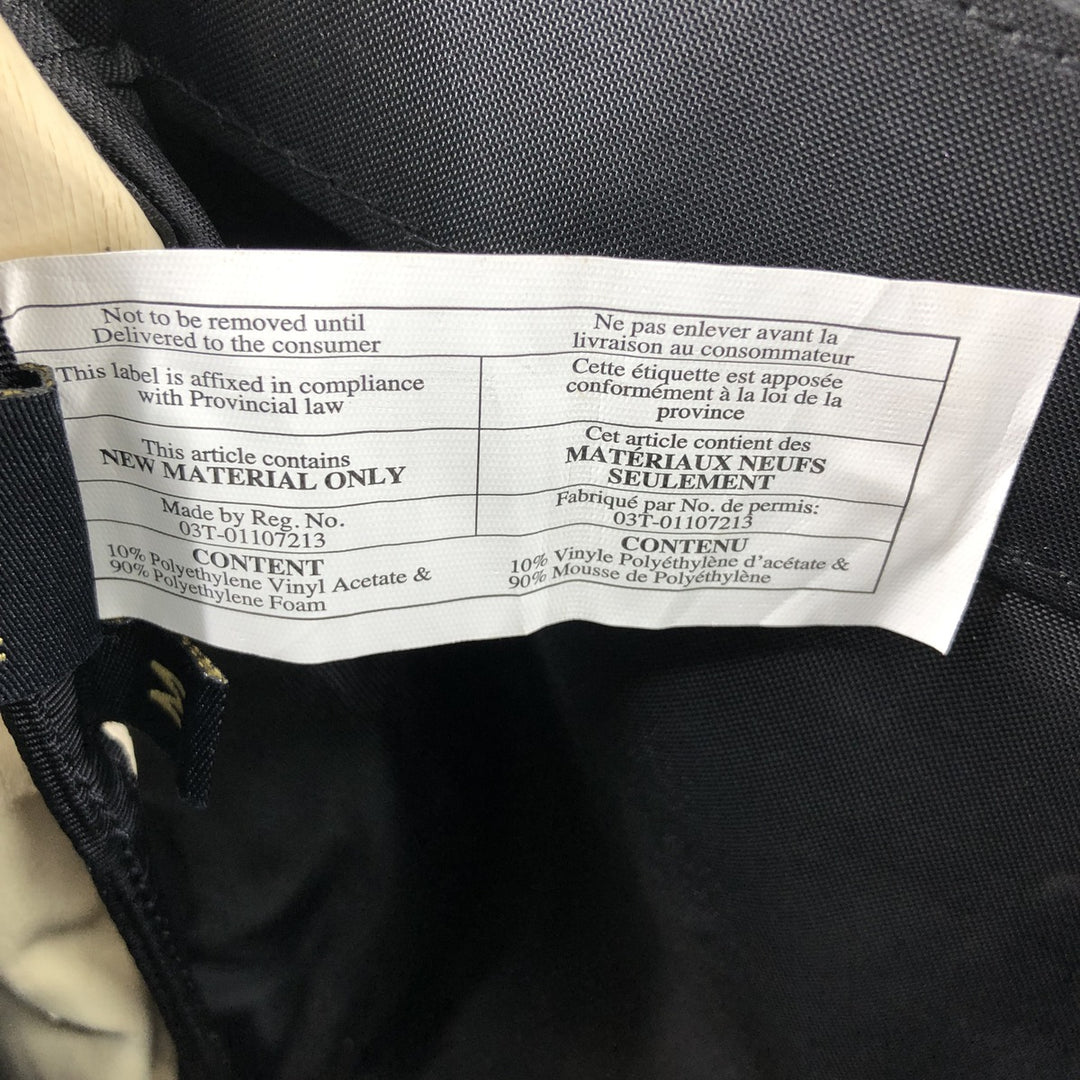 Not to be removed until
Delivered to the consumer
Ne pas enlever avant la
livraison au consommateur
This label is affixed in compliance
with Provincial law
Cette étiquette est apposée
conformément à la loi de la
province
This article contains
NEW MATERIAL ONLY
Cet article contient des
MATÉRIAUX NEUFS
SEULEMENT
Made by Reg. No.
03T-01107213
Fabriqué par No. de permis:
03T-01107213
CONTENT
10% Polyethylene Vinyl Acetate &
90% Polyethylene Foam
CONTENU
10% Vinyle Polyéthylène d'acétate &
90% Mousse de Polyéthylène
M